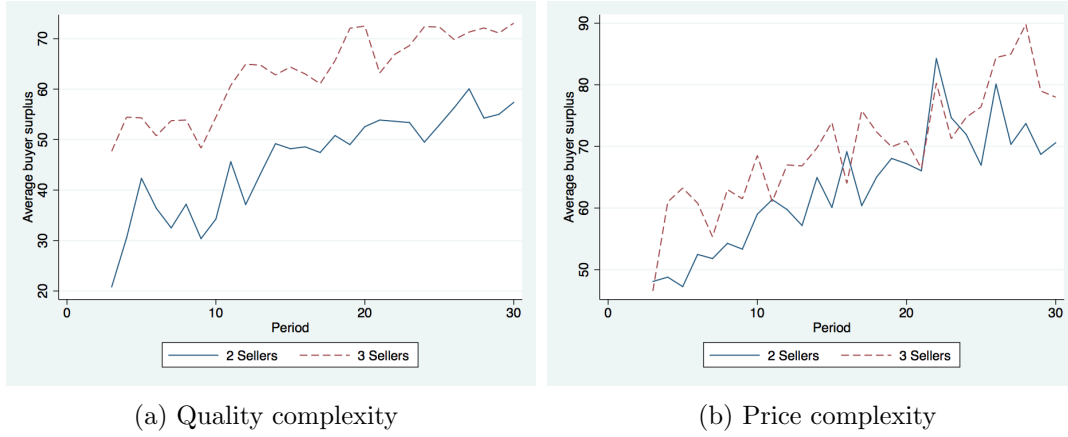 Average buyer surplus
70
60
50
40
30
20
0
10
20
30
Period
2 Sellers
3 Sellers
(a) Quality complexity
Average buyer surplus
90
80
70
60
50
0
10
20
30
Period
2 Sellers
3 Sellers
(b) Price complexity